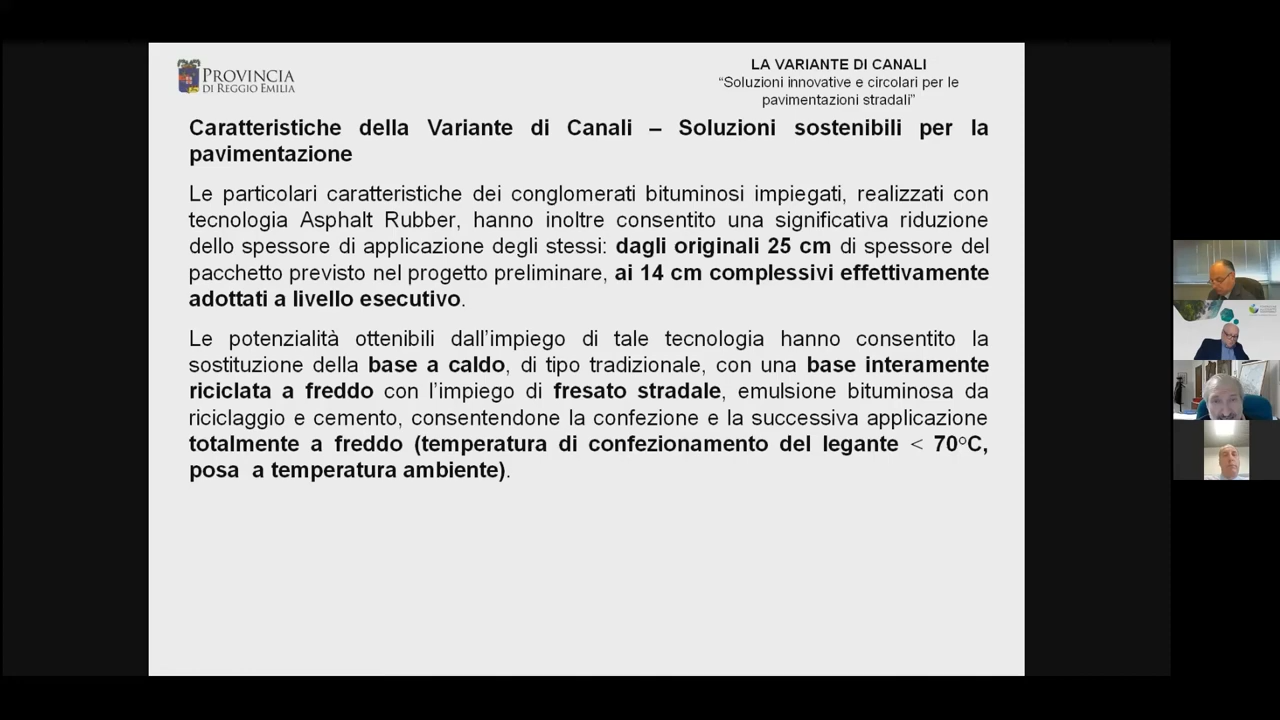 PROVINCIA
DI REGGIO EMILIA
LA VARIANTE DI CANALI
“Soluzioni innovative e circolari per le
pavimentazioni stradali”
Caratteristiche della Variante di Canali – Soluzioni sostenibili per la
pavimentazione
Le particolari caratteristiche dei conglomerati bituminosi impiegati, realizzati con
tecnologia Asphalt Rubber, hanno inoltre consentito una significativa riduzione
dello spessore di applicazione degli stessi: dagli originali 25 cm di spessore del
pacchetto previsto nel progetto preliminare, ai 14 cm complessivi effettivamente
adottati a livello esecutivo.
Le potenzialità ottenibili dall’impiego di tale tecnologia hanno consentito la
sostituzione della base a caldo, di tipo tradizionale, con una base interamente
riciclata a freddo con l’impiego di fresato stradale, emulsione bituminosa da
riciclaggio e cemento, consentendone la confezione e la successiva applicazione
totalmente a freddo (temperatura di confezionamento del legante < 70°C,
posa  a temperatura ambiente).